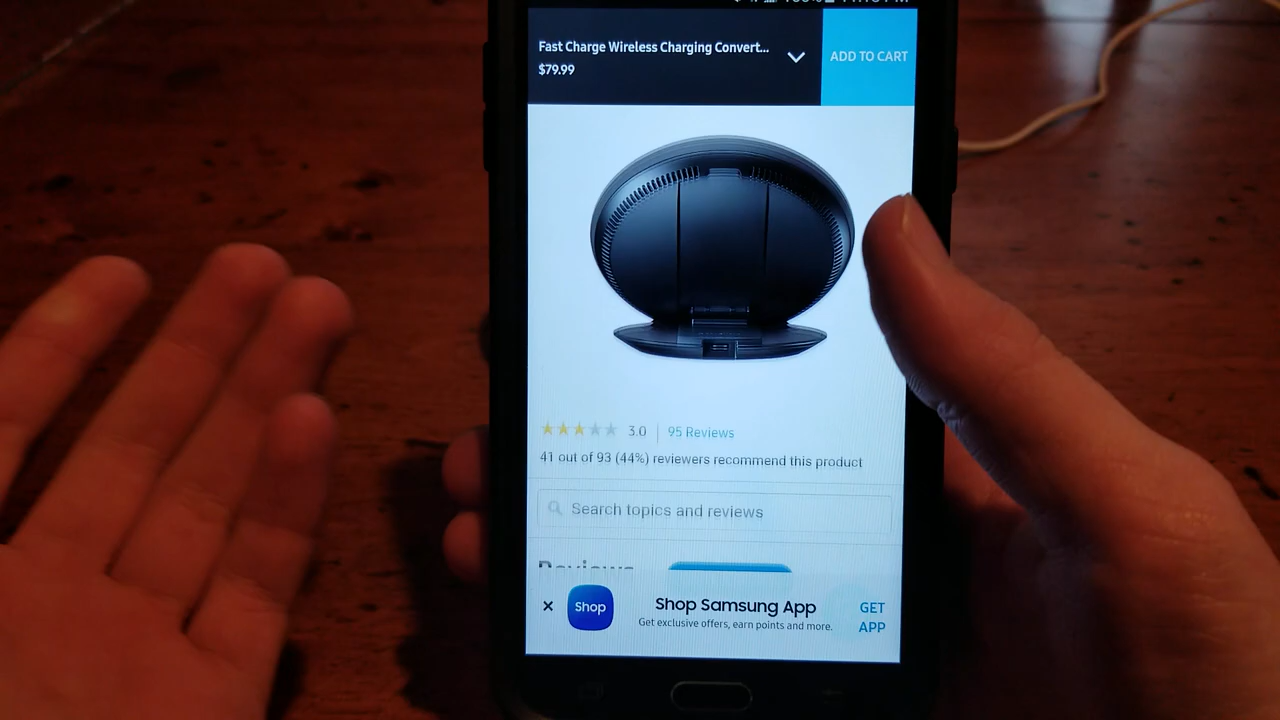 Fast Charge Wireless Charging Convert...
$79.99
ADD TO CART
3.0
95 Reviews
41 out of 93 (44%) reviewers recommend this product
Search topics and reviews
Reviews
Shop
Shop Samsung App
Get exclusive offers, earn points and more.
GET
APP